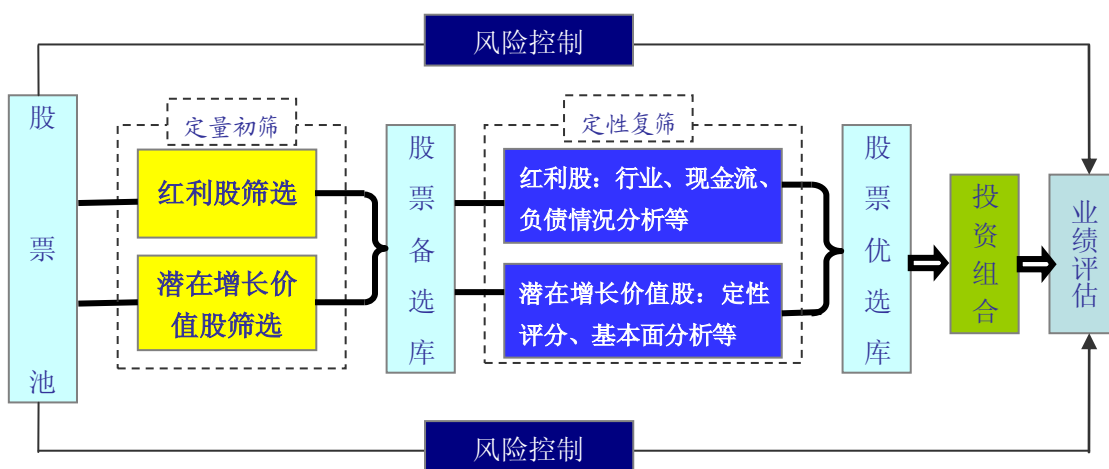 风险控制
股票池
定量初筛
红利股筛选
潜在增长价
值股筛选
股票备选库
定性复筛
红利股：行业、现金流、
负债情况分析等
潜在增长价值股：定性
评分、基本面分析等
股票优选库
投资组合
业绩评估
风险控制